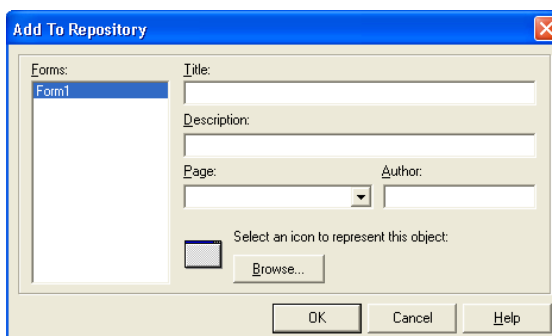 Add To Repository
Forms:
Form1
Title:
Description:
Page:
Author:
Select an icon to represent this object:
Browse...
OK
Cancel
Help